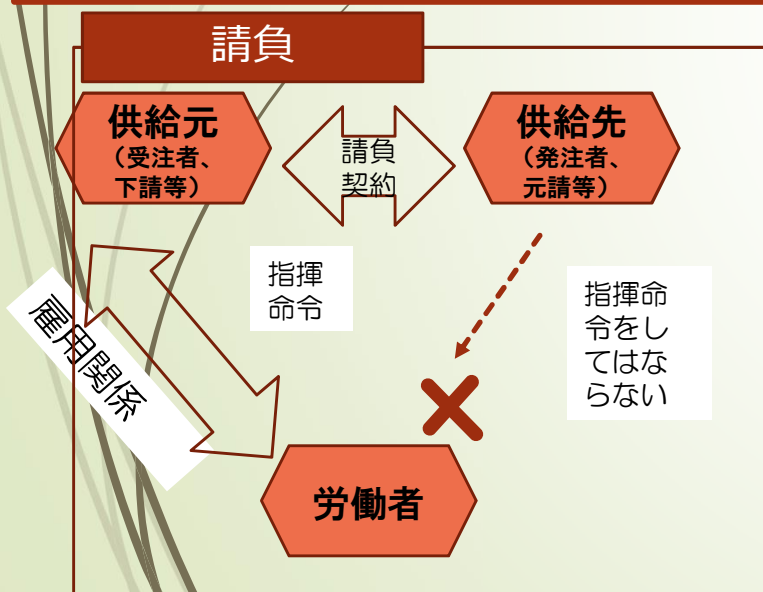 請負
供給元
（受注者、
下請等）
請負
契約
供給先
（発注者、
元請等）
指揮
命令
指揮命
令をし
てはな
らない
雇用関係
労働者